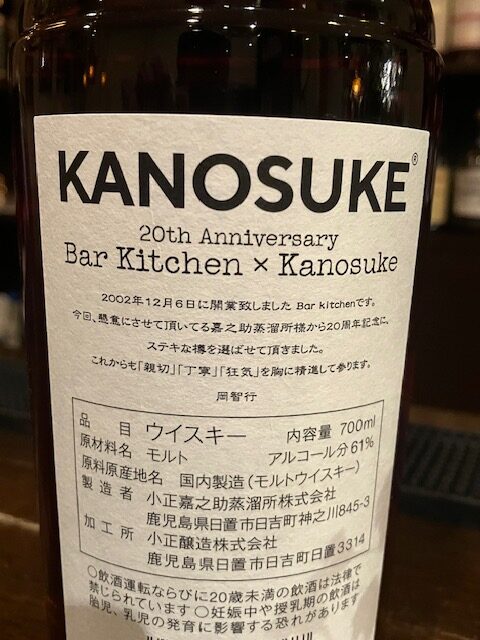 KANOSUKE®
20th Anniversary
Bar Kitchen × Kanosuke
2002年12月6日に開業致しました Bar kitchenです。
今回、懇意にさせて頂いてる嘉之助蒸溜所様から20周年記念に、
ステキな樽を選ばせて頂きました。
これからも「親切」「丁寧」「狂気」を胸に精進して参ります。
岡智行
品目 ウイスキー 内容量 700ml
原材料名 モルト アルコール分 61%
原料原産地名 国内製造(モルトウイスキー)
製造者 小正嘉之助蒸溜所株式会社
鹿児島県日置市日吉町神之川845-3
加工所 小正醸造株式会社
鹿児島県日置市日吉町日置3314
○飲酒運転ならびに20歳未満の飲酒は法律で
禁じられています ○妊娠中や授乳期の飲酒は
胎児、乳児の発育に影響する恐れがあります